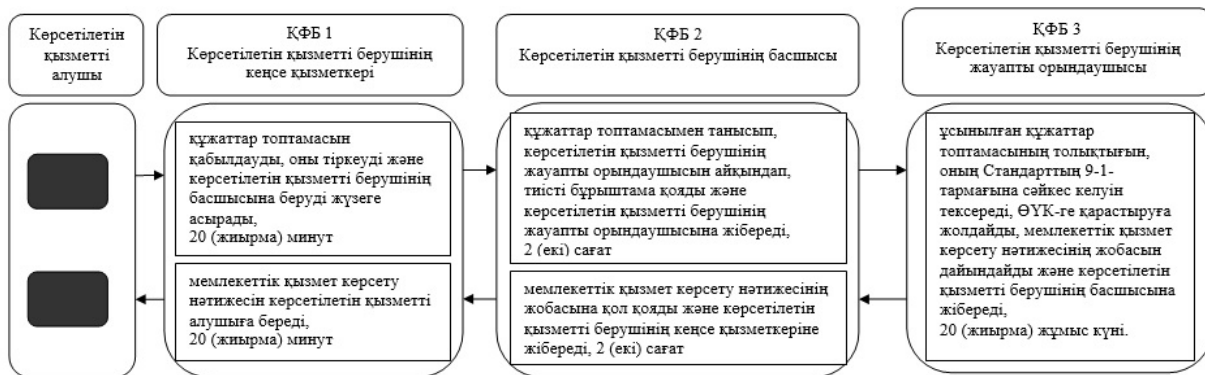 Көрсетілетін
қызметті
алушы
ҚФБ 1
Көрсетілетін қызметті берушінің
кеңсе қызметкері
ҚФБ 2
Көрсетілетін қызметті берушінің басшысы
ҚФБ 3
Көрсетілетін қызметті берушінің
жауапты орындаушысы
құжаттар топтамасын
қабылдауды, оны тіркеуді және
көрсетілетін қызметті берушінің
басшысына беруді жүзеге
асырады,
20 (жиырма) минут
құжаттар топтамасымен танысып,
көрсетілетін қызметті берушінің
жауапты орындаушысын айқындап,
тиісті бұрыштама қояды және
көрсетілетін қызметті берушінің
жауапты орындаушысына жібереді,
2 (екі) сағат
ұсынылған құжаттар
топтамасының толықтығын,
оның Стандарттың 9-1-
тармағына сәйкес келуін
тексереді, ӨҮК-ге қарастыруға
жолдайды, мемлекеттік қызмет
көрсету нәтижесінің жобасын
дайындайды және көрсетілетін
қызметті берушінің басшысына
жібереді,
20 (жиырма) жұмыс күні.
мемлекеттік қызмет көрсету
нәтижесін көрсетілетін қызметті
алушыға береді,
20 (жиырма) минут
мемлекеттік қызмет көрсету нәтижесінің
жобасына қол қояды және көрсетілетін
қызметті берушінің кеңсе қызметкеріне
жібереді, 2 (екі) сағат